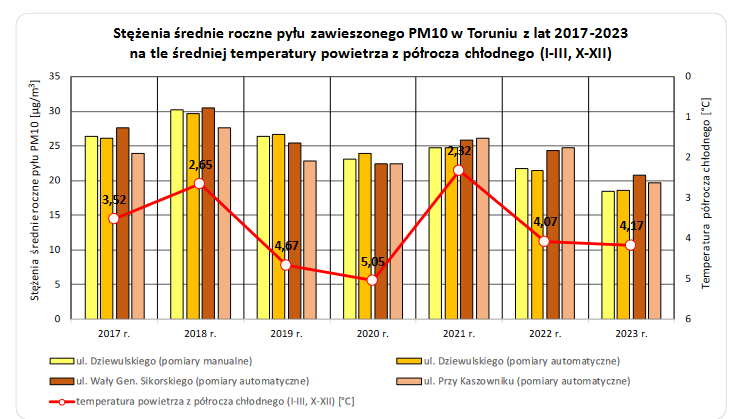 Stężenia średnie roczne pyłu zawieszonego PM10 w Toruniu z lat 2017-2023
na tle średniej temperatury powietrza z półrocza chłodnego (I-III, X-XII)
Stężenia średnie roczne pyłu PM10 [µg/m³]
35
30
25
20
15
10
5
0
3,52
2,65
4,67
5,05
2,32
4,07
4,17
0
1
2
3
4
5
6
Temperatura półrocza chłodnego [°C]
2017 r. 2018 r. 2019 r. 2020 r. 2021 r. 2022 r. 2023 r.
ul. Dziewulskiego (pomiary manualne) ul. Dziewulskiego (pomiary automatyczne)
ul. Wały Gen. Sikorskiego (pomiary automatyczne) ul. Przy Kaszowniku (pomiary automatyczne)
temperatura powietrza z półrocza chłodnego (I-III, X-XII) [°C]